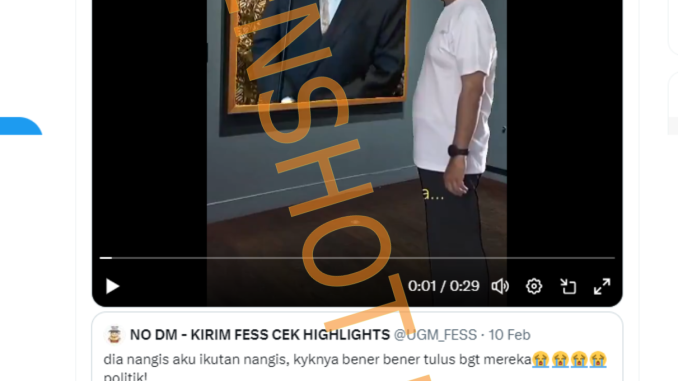 NSHOT
a...
0:01 / 0:29
NO DM - KIRIM FESS CEK HIGHLIGHTS @UGM_FESS · 10 Feb
dia nangis aku ikutan nangis, kyknya bener bener tulus bgt mereka😭😭😭😭
politik!